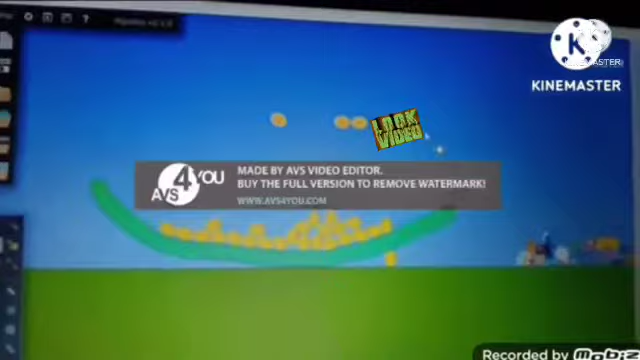 ?
K
KINEMASTER
KINEMASTER
LOOK
VIDEO
AVS
4
YOU
MADE BY AVS VIDEO EDITOR.
BUY THE FULL VERSION TO REMOVE WATERMARK!
WWW.AVS4YOU.COM
Recorded by